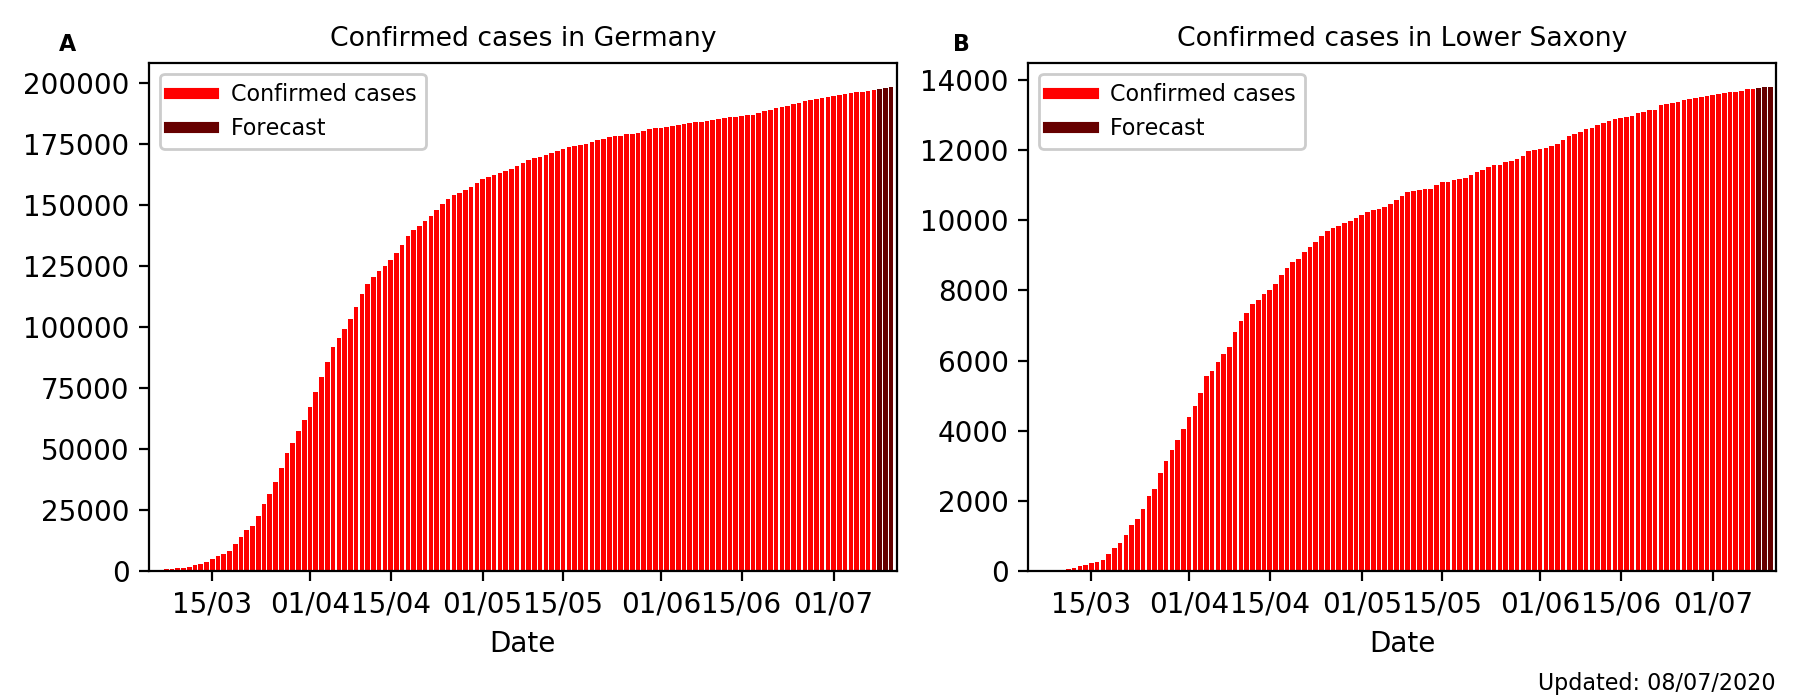 A
Confirmed cases in Germany
Confirmed cases
Forecast
200000
175000
150000
125000
100000
75000
50000
25000
0
15/03 01/04 15/04 01/05 15/05 01/06 15/06 01/07
Date
B
Confirmed cases in Lower Saxony
Confirmed cases
Forecast
14000
12000
10000
8000
6000
4000
2000
0
15/03 01/04 15/04 01/05 15/05 01/06 15/06 01/07
Date
Updated: 08/07/2020